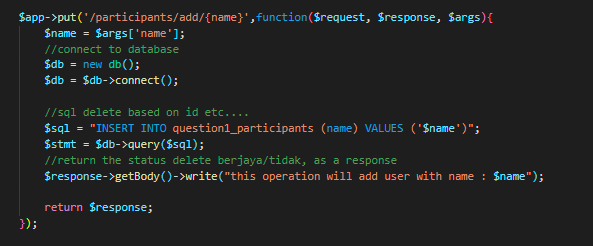 $app->put('/participants/add/{name}',function($request, $response, $args){
$name = $args['name'];
//connect to database
$db = new db();
$db = $db->connect();
//sql delete based on id etc....
$sql = "INSERT INTO question1_participants (name) VALUES ('$name')";
$stmt = $db->query($sql);
//return the status delete berjaya/tidak, as a response
$response->getBody()->write("this operation will add user with name : $name");
return $response;
});